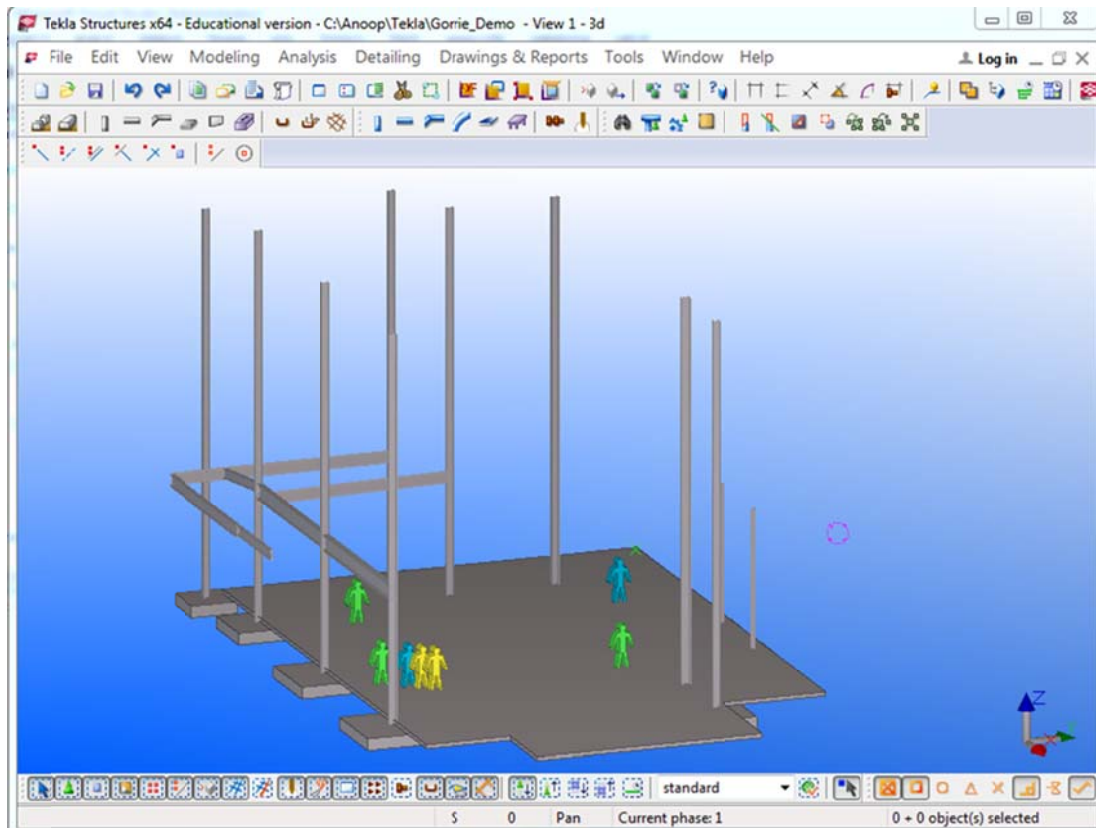 Tekla Structures x64 - Educational version - C:\Anoop\Tekla\Gorrie_Demo - View 1 - 3d
File Edit View Modeling Analysis Detailing Drawings & Reports Tools Window Help Log in
Z
standard
S 0 Pan Current phase: 1 0 + 0 object(s) selected